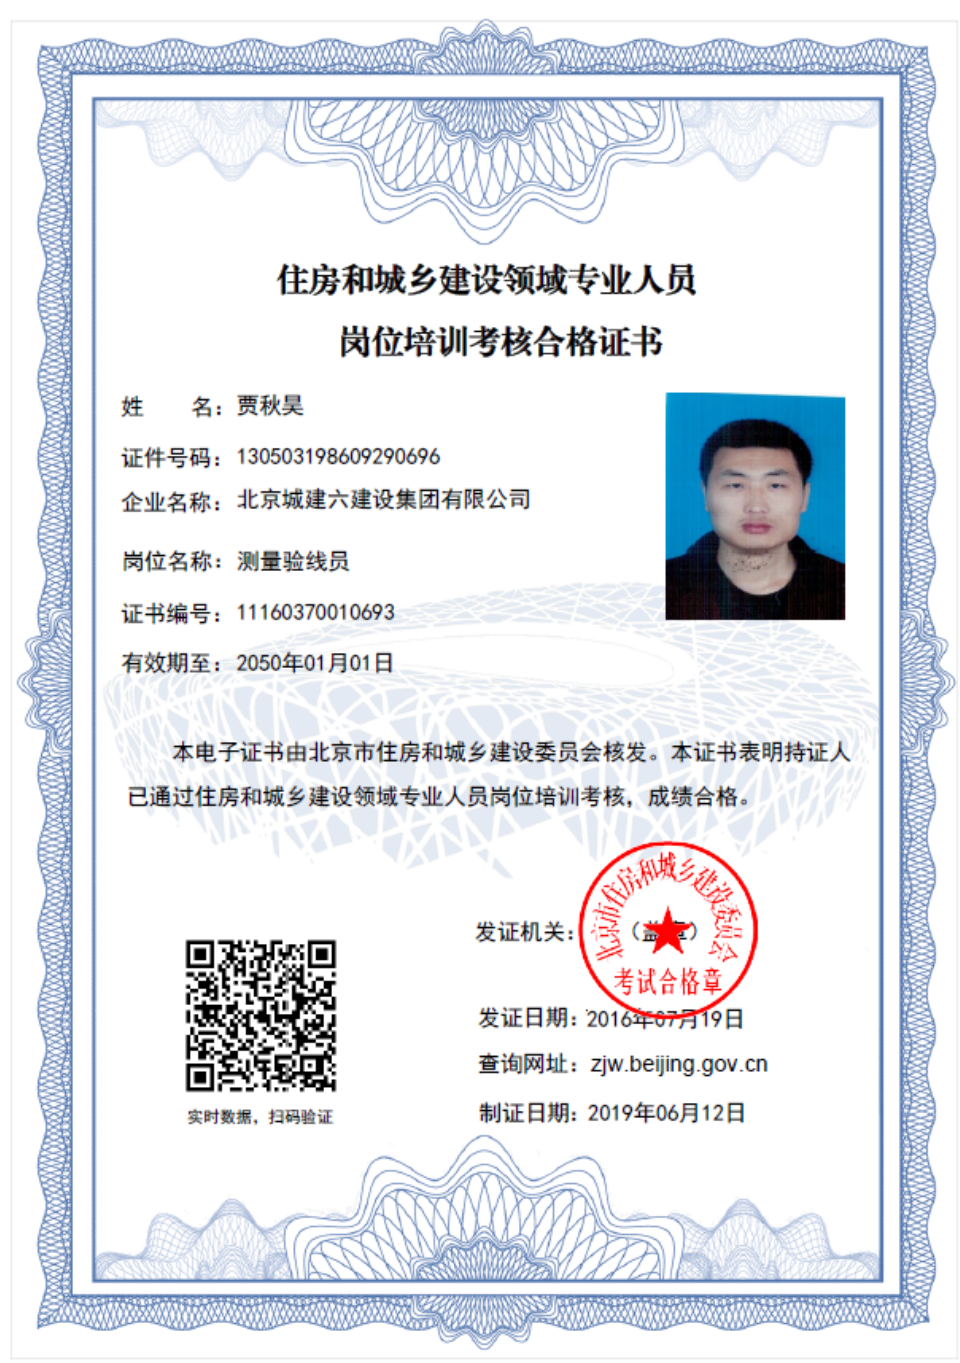 住房和城乡建设领域专业人员
岗位培训考核合格证书
姓 名：贾秋昊
证件号码：130503198609290696
企业名称：北京城建六建设集团有限公司
岗位名称：测量验线员
证书编号：11160370010693
有效期至：2050年01月01日
本电子证书由北京市住房和城乡建设委员会核发。本证书表明持证人
已通过住房和城乡建设领域专业人员岗位培训考核，成绩合格。
北京市住房和城乡建设委员会
发证机关：（盖章）
考试合格章
发证日期：2016年07月19日
查询网址：zjw.beijing.gov.cn
制证日期：2019年06月12日
实时数据，扫码验证